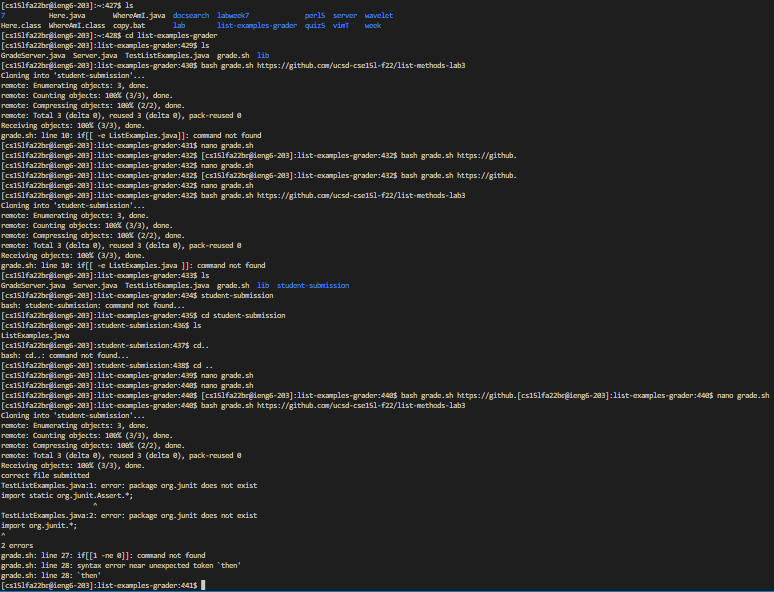 [cs15lfa22bc@ieng6-203]:~:427$ ls
7 Here.java WhereAmI.java docsearch labweek7 perl5 server wavelet
Here.class WhereAmI.class copy.bat lab list-examples-grader quiz5 vimT week
[cs15lfa22bc@ieng6-203]:~:428$ cd list-examples-grader
[cs15lfa22bc@ieng6-203]:list-examples-grader:429$ ls
GradeServer.java Server.java TestListExamples.java grade.sh lib
[cs15lfa22bc@ieng6-203]:list-examples-grader:430$ bash grade.sh https://github.com/ucsd-cse15l-f22/list-methods-lab3
Cloning into 'student-submission'...
remote: Enumerating objects: 3, done.
remote: Counting objects: 100% (3/3), done.
remote: Compressing objects: 100% (2/2), done.
remote: Total 3 (delta 0), reused 3 (delta 0), pack-reused 0
Receiving objects: 100% (3/3), done.
grade.sh: line 10: if[[ -e ListExamples.java]]: command not found
[cs15lfa22bc@ieng6-203]:list-examples-grader:431$ nano grade.sh
[cs15lfa22bc@ieng6-203]:list-examples-grader:432$ [cs15lfa22bc@ieng6-203]:list-examples-grader:432$ bash grade.sh https://github.
[cs15lfa22bc@ieng6-203]:list-examples-grader:432$ nano grade.sh
[cs15lfa22bc@ieng6-203]:list-examples-grader:432$ [cs15lfa22bc@ieng6-203]:list-examples-grader:432$ bash grade.sh https://github.
[cs15lfa22bc@ieng6-203]:list-examples-grader:432$ nano grade.sh
[cs15lfa22bc@ieng6-203]:list-examples-grader:432$ bash grade.sh https://github.com/ucsd-cse15l-f22/list-methods-lab3
Cloning into 'student-submission'...
remote: Enumerating objects: 3, done.
remote: Counting objects: 100% (3/3), done.
remote: Compressing objects: 100% (2/2), done.
remote: Total 3 (delta 0), reused 3 (delta 0), pack-reused 0
Receiving objects: 100% (3/3), done.
grade.sh: line 10: if[[ -e ListExamples.java ]]: command not found
[cs15lfa22bc@ieng6-203]:list-examples-grader:433$ ls
GradeServer.java Server.java TestListExamples.java grade.sh lib student-submission
[cs15lfa22bc@ieng6-203]:list-examples-grader:434$ student-submission
bash: student-submission: command not found...
[cs15lfa22bc@ieng6-203]:list-examples-grader:435$ cd student-submission
[cs15lfa22bc@ieng6-203]:student-submission:436$ ls
ListExamples.java
[cs15lfa22bc@ieng6-203]:student-submission:437$ cd..
bash: cd..: command not found...
[cs15lfa22bc@ieng6-203]:student-submission:438$ cd ..
[cs15lfa22bc@ieng6-203]:list-examples-grader:439$ nano grade.sh
[cs15lfa22bc@ieng6-203]:list-examples-grader:440$ nano grade.sh
[cs15lfa22bc@ieng6-203]:list-examples-grader:440$ [cs15lfa22bc@ieng6-203]:list-examples-grader:440$ bash grade.sh https://github.[cs15lfa22bc@ieng6-203]:list-examples-grader:440$ nano grade.sh
[cs15lfa22bc@ieng6-203]:list-examples-grader:440$ bash grade.sh https://github.com/ucsd-cse15l-f22/list-methods-lab3
Cloning into 'student-submission'...
remote: Enumerating objects: 3, done.
remote: Counting objects: 100% (3/3), done.
remote: Compressing objects: 100% (2/2), done.
remote: Total 3 (delta 0), reused 3 (delta 0), pack-reused 0
Receiving objects: 100% (3/3), done.
correct file submitted
TestListExamples.java:1: error: package org.junit does not exist
import static org.junit.Assert.*;
^
TestListExamples.java:2: error: package org.junit does not exist
import org.junit.*;
^
2 errors
grade.sh: line 27: if[[1 -ne 0]]: command not found
grade.sh: line 28: syntax error near unexpected token `then'
grade.sh: line 28: `then'
[cs15lfa22bc@ieng6-203]:list-examples-grader:441$